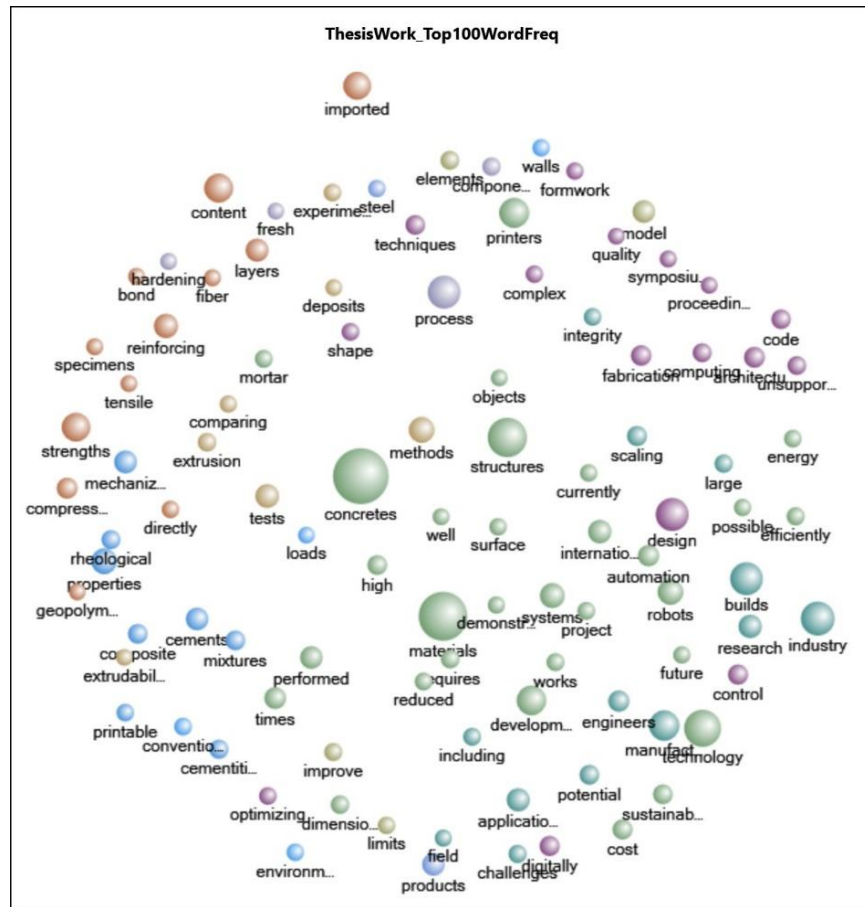 ThesisWork_Top100WordFreq
imported
walls
elements
compone...
formwork
content
experime...
steel
fresh
printers
model
techniques
quality
layers
symposiu...
hardening
bond
fiber
complex
proceedin...
deposits
process
integrity
code
reinforcing
shape
specimens
mortar
fabrication
computing
architectu...
unsuppor...
tensile
objects
comparing
strengths
extrusion
methods
structures
scaling
energy
mechaniz...
large
currently
compress...
concretes
directly
tests
well
surface
design
possible
efficiently
rheological
loads
internatio...
properties
automation
high
geopolym...
builds
demonstr...
systems
project
robots
cements
research
industry
composite
mixtures
materials
extrudabil...
performed
works
future
reduced
control
times
developm...
engineers
printable
conventio...
including
manufact...
technology
cementiti...
improve
potential
optimizing
dimensio...
applicatio...
sustainab...
limits
cost
field
environm...
products
challenges
digitally